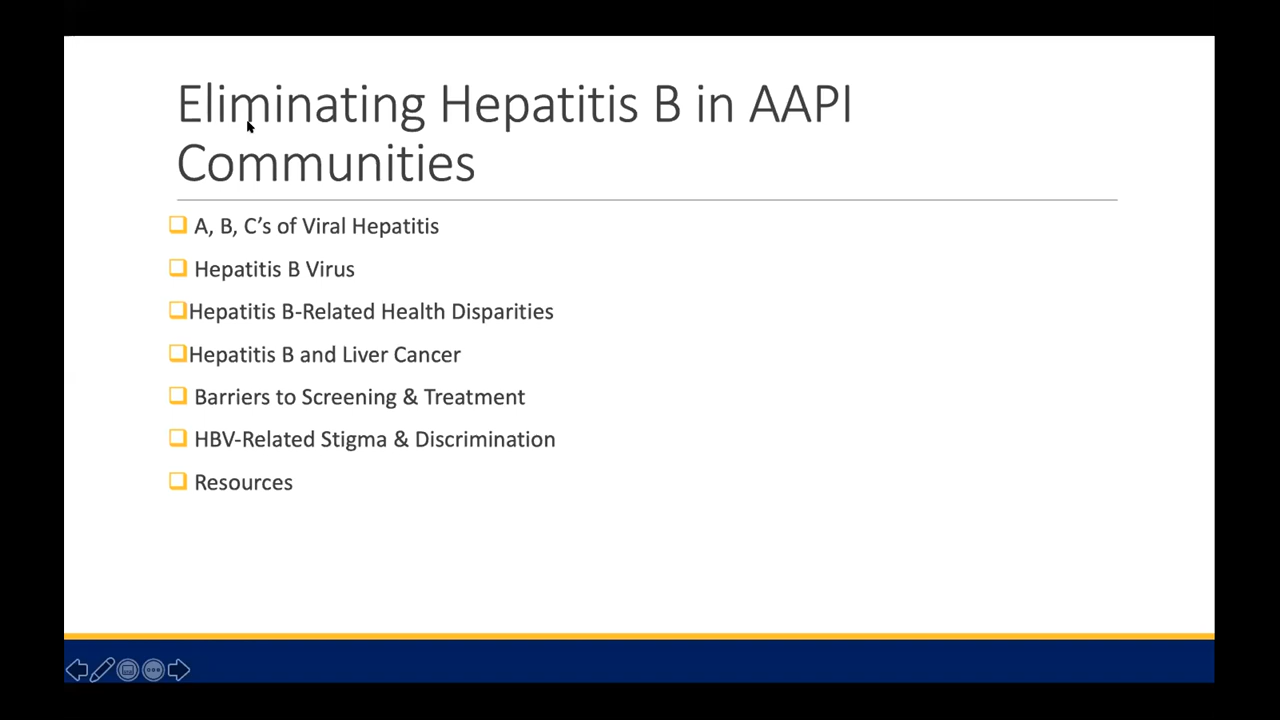 Eliminating Hepatitis B in AAPI
Communities
A, B, C’s of Viral Hepatitis
Hepatitis B Virus
Hepatitis B-Related Health Disparities
Hepatitis B and Liver Cancer
Barriers to Screening & Treatment
HBV-Related Stigma & Discrimination
Resources